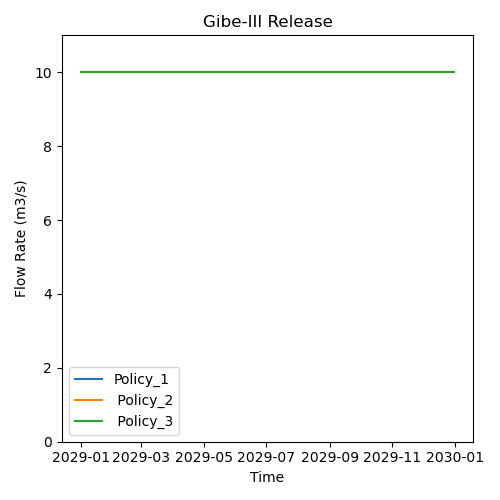 Gibe-III Release
Flow Rate (m3/s)
10
8
6
4
2
0
Policy_1
Policy_2
Policy_3
2029-01 2029-03 2029-05 2029-07 2029-09 2029-11 2030-01
Time